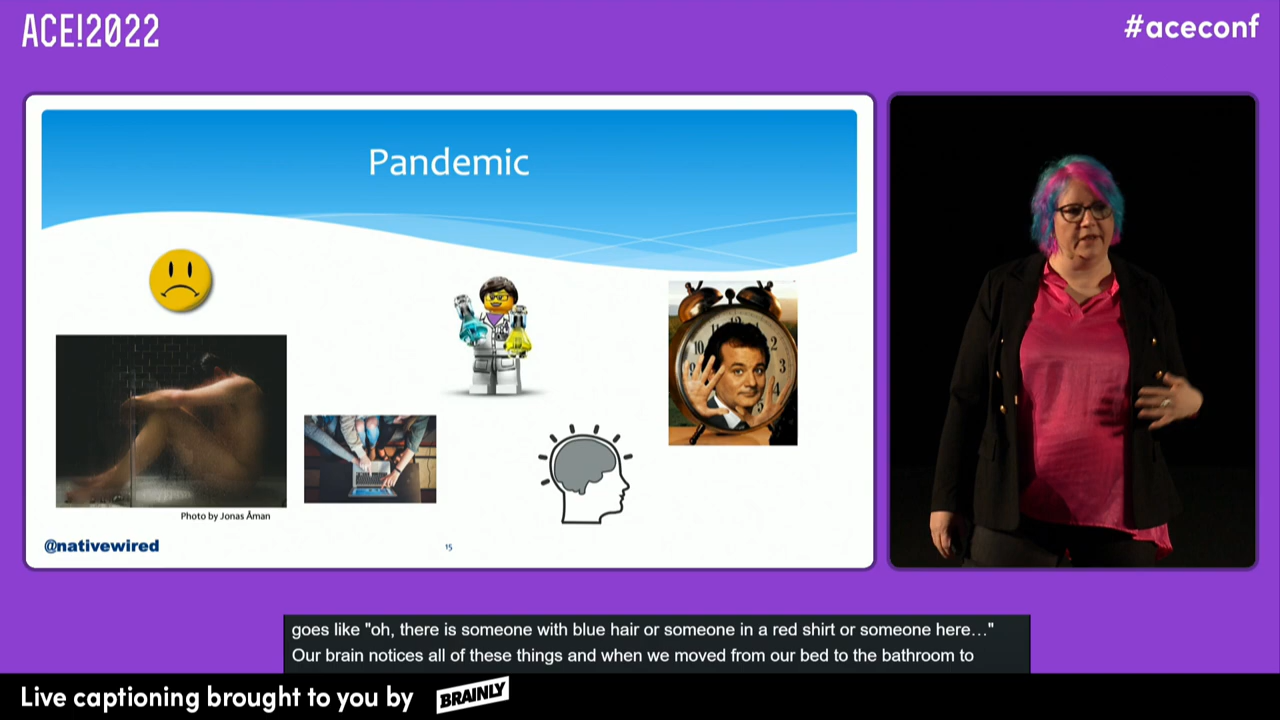 ACE!2022
#aceconf
Pandemic
Photo by Jonas Åman
@nativewired
15
goes like "oh, there is someone with blue hair or someone in a red shirt or someone here…"
Our brain notices all of these things and when we moved from our bed to the bathroom to
Live captioning brought to you by BRAINLY